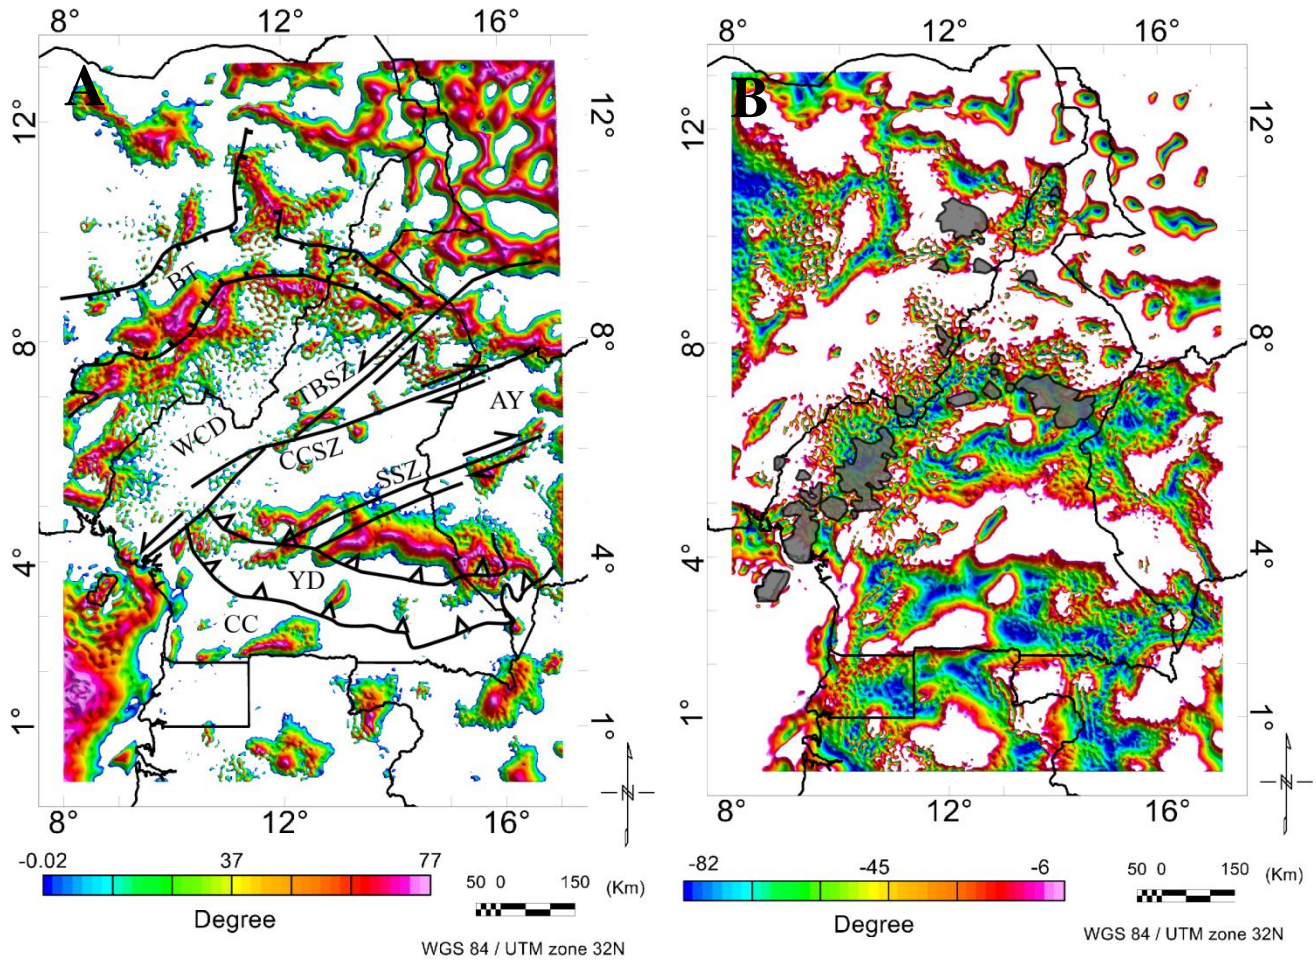 8° 12° 16°
8° 12° 16°
A
B
12°
12°
12°
12°
BT
8°
8°
8°
8°
TBSZ
WCD
AY
CCSZ
SSZ
4°
4°
4°
4°
YD
CC
1°
1°
1°
1°
N
N
8° 12° 16°
8° 12° 16°
-0.02 37 77
50 0 150 (Km)
Degree
WGS 84 / UTM zone 32N
-82 -45 -6
50 0 150 (Km)
Degree
WGS 84 / UTM zone 32N